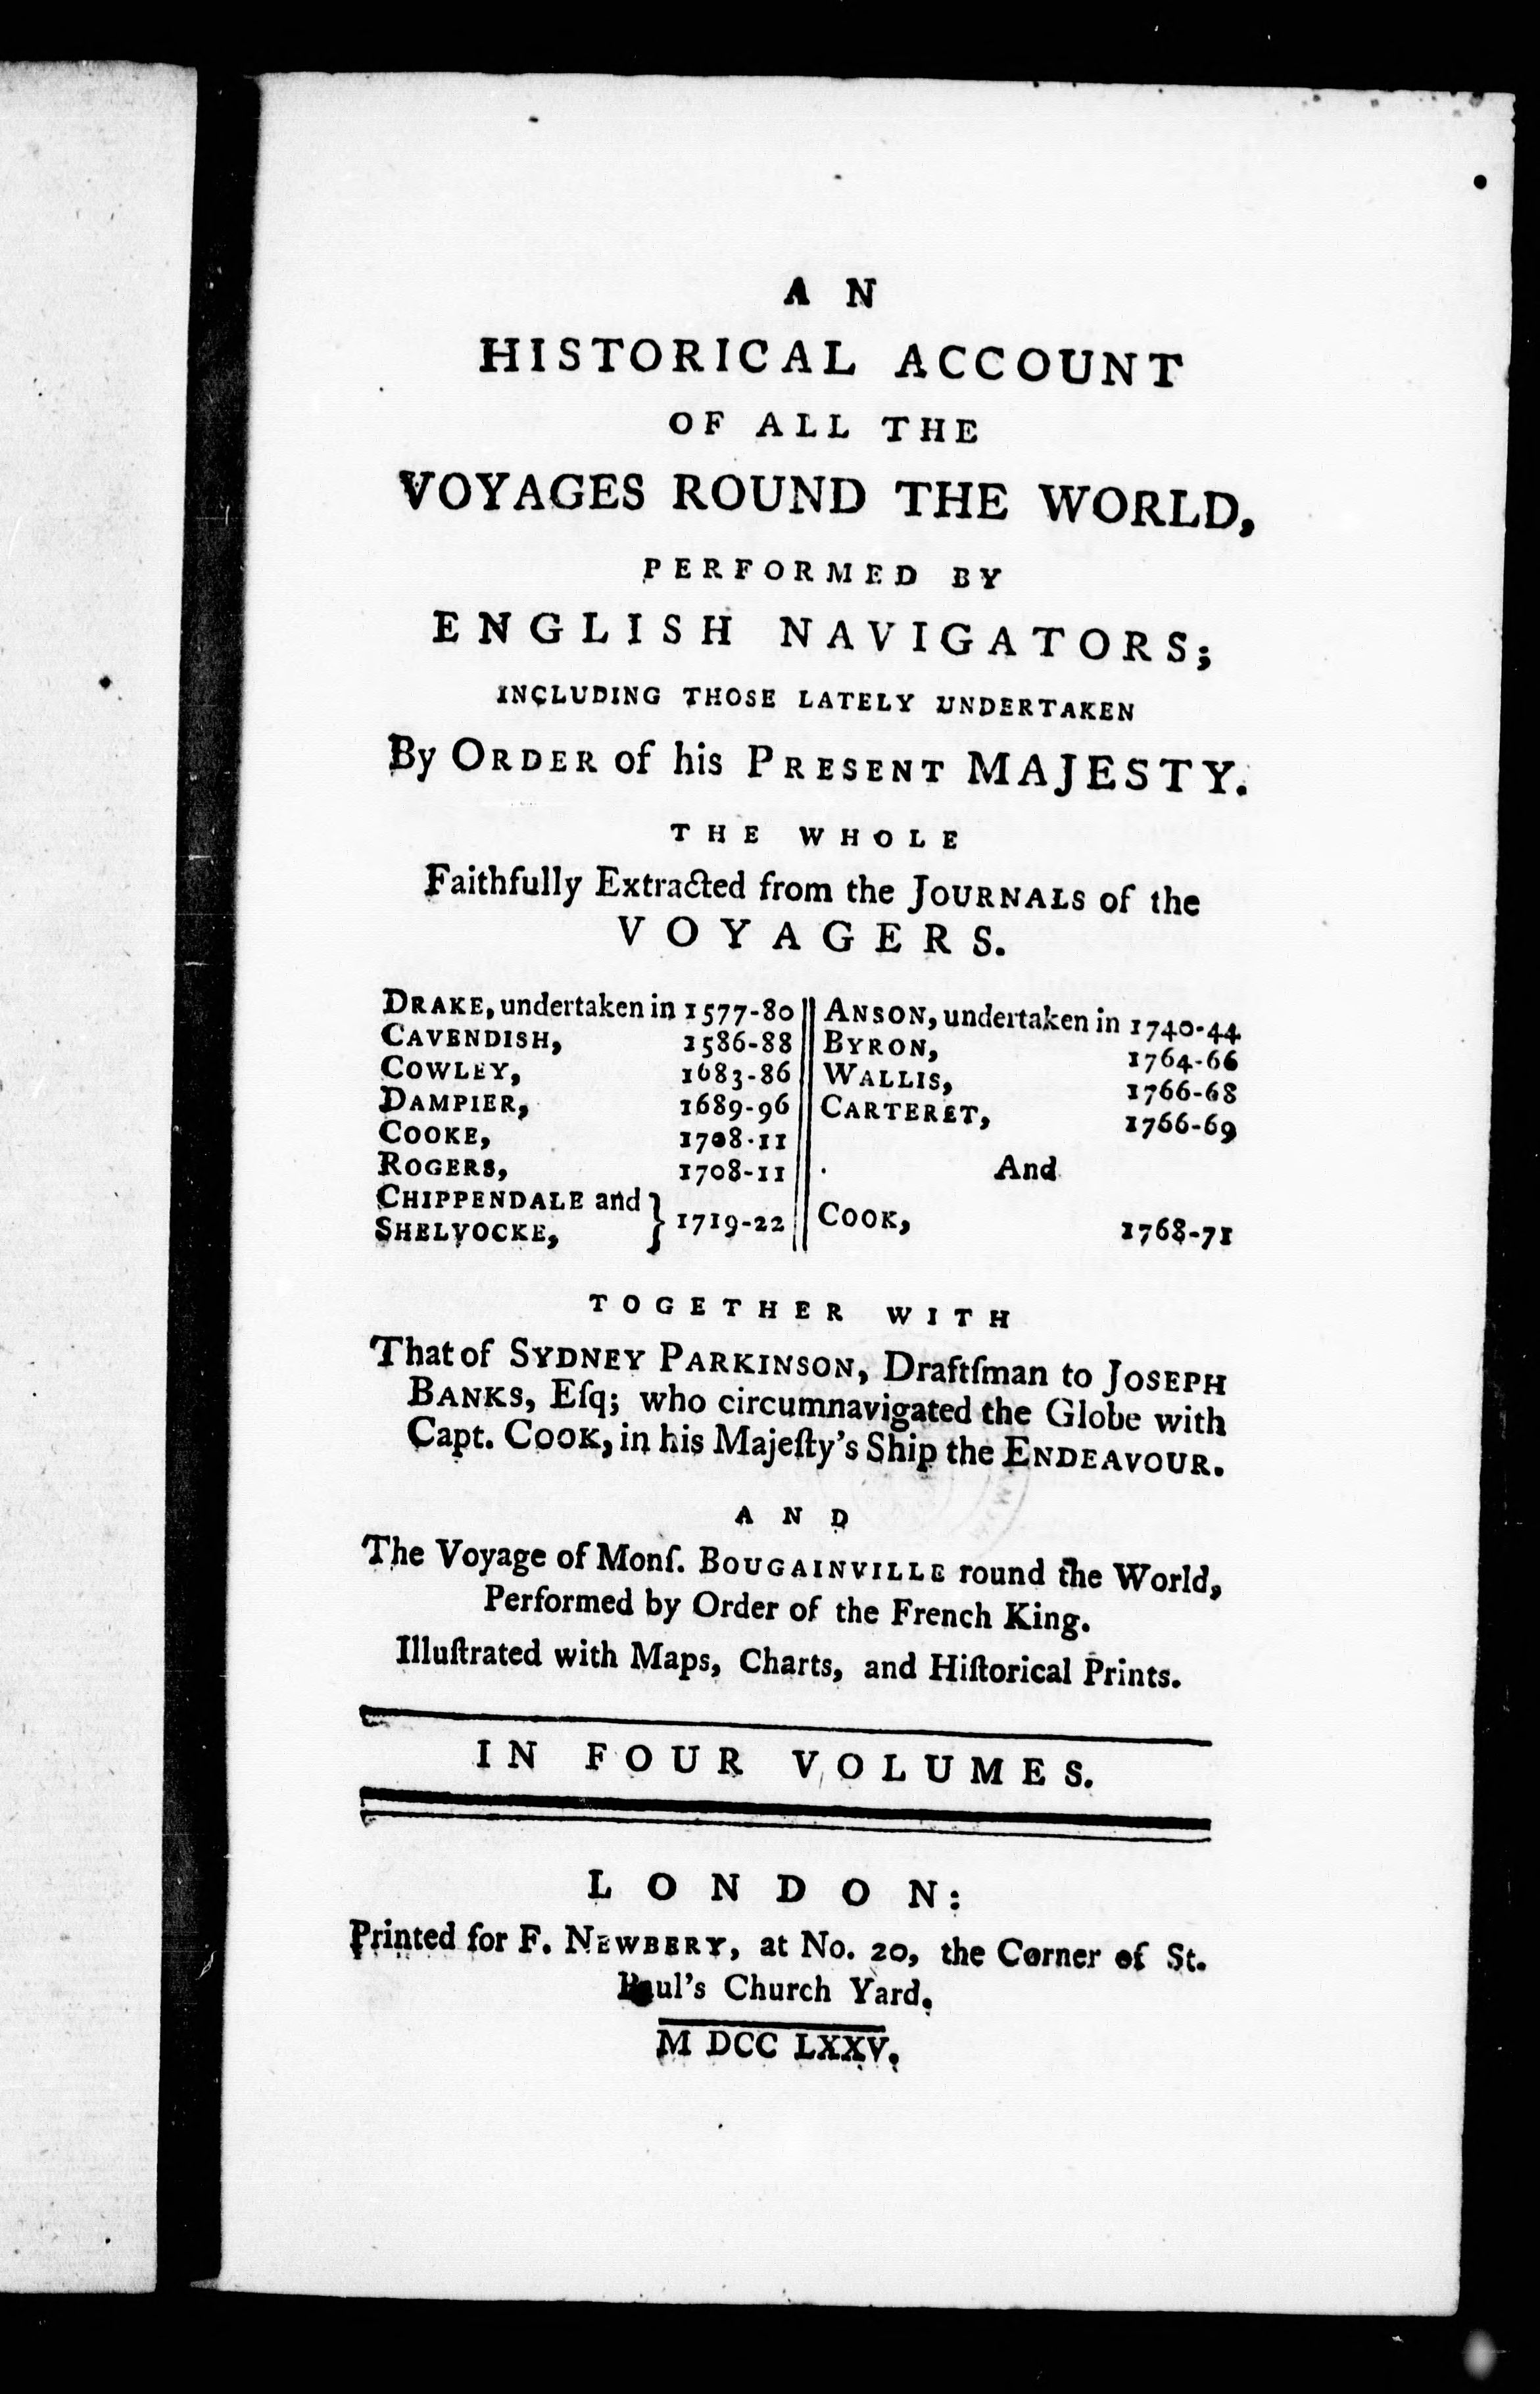 A N
HISTORICAL ACCOUNT
OF ALL THE
VOYAGES ROUND THE WORLD,
PERFORMED BY
ENGLISH NAVIGATORS;
INCLUDING THOSE LATELY UNDERTAKEN
By ORDER of his PRESENT MAJESTY.
THE WHOLE
Faithfully Extracted from the JOURNALS of the
VOYAGERS.
DRAKE, undertaken in 1577-80
CAVENDISH, 1586-88
COWLEY, 1683-86
DAMPIER, 1689-96
COOKE, 1708-11
ROGERS, 1708-11
CHIPPENDALE and
SHELVOCKE, } 1719-22
ANSON, undertaken in 1740-44
BYRON, 1764-66
WALLIS, 1766-68
CARTERET, 1766-69
And
COOK, 1768-71
TOGETHER WITH
That of SYDNEY PARKINSON, Draftſman to JOSEPH
BANKS, Eſq; who circumnavigated the Globe with
Capt. COOK, in his Majeſty's Ship the ENDEAVOUR.
AND
The Voyage of Monſ. BOUGAINVILLE round the World,
Performed by Order of the French King.
Illuſtrated with Maps, Charts, and Hiſtorical Prints.
IN FOUR VOLUMES.
LONDON:
Printed for F. NEWBERY, at No. 20, the Corner of St.
Paul's Church Yard.
M DCC LXXV.